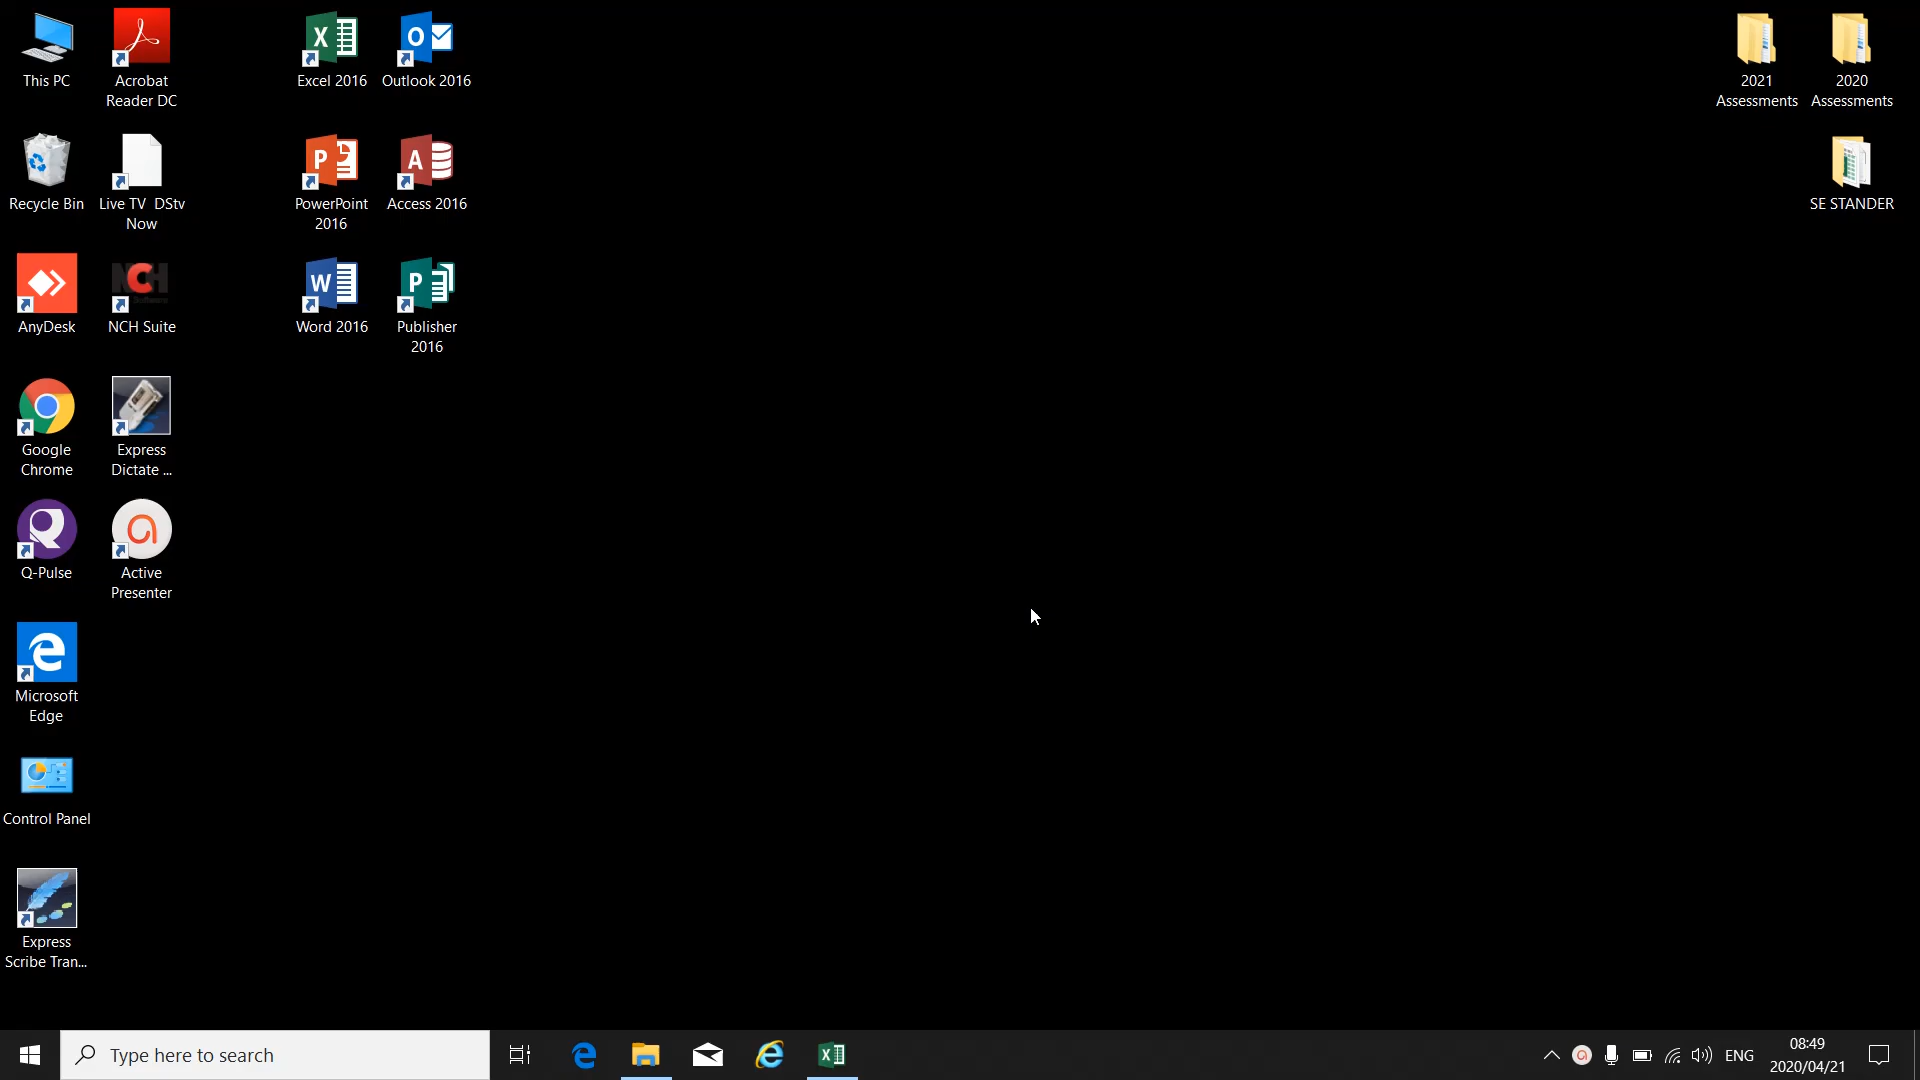 This PC
Acrobat
Reader DC
Excel 2016
Outlook 2016
2021
Assessments
2020
Assessments
Recycle Bin
Live TV DStv
Now
PowerPoint
2016
Access 2016
SE STANDER
AnyDesk
NCH Suite
Word 2016
Publisher
2016
Google
Chrome
Express
Dictate ...
Q-Pulse
Active
Presenter
Microsoft
Edge
Control Panel
Express
Scribe Tran...
Type here to search
ENG
08:49
2020/04/21